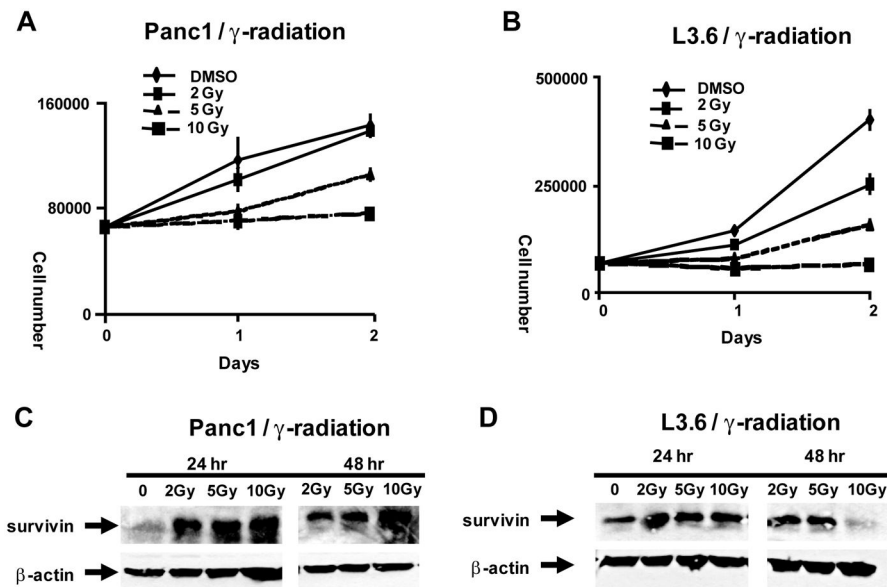 A
Panc1 / γ-radiation
DMSO
2 Gy
5 Gy
10 Gy
160000
80000
0
Cell number
0 1 2
Days
B
L3.6 / γ-radiation
DMSO
2 Gy
5 Gy
10 Gy
500000
250000
0
Cell number
0 1 2
Days
C
Panc1 / γ-radiation
24 hr 48 hr
0 2Gy 5Gy 10Gy 2Gy 5Gy 10Gy
survivin
β-actin
D
L3.6 / γ-radiation
24 hr 48 hr
0 2Gy 5Gy 10Gy 2Gy 5Gy 10Gy
survivin
β-actin